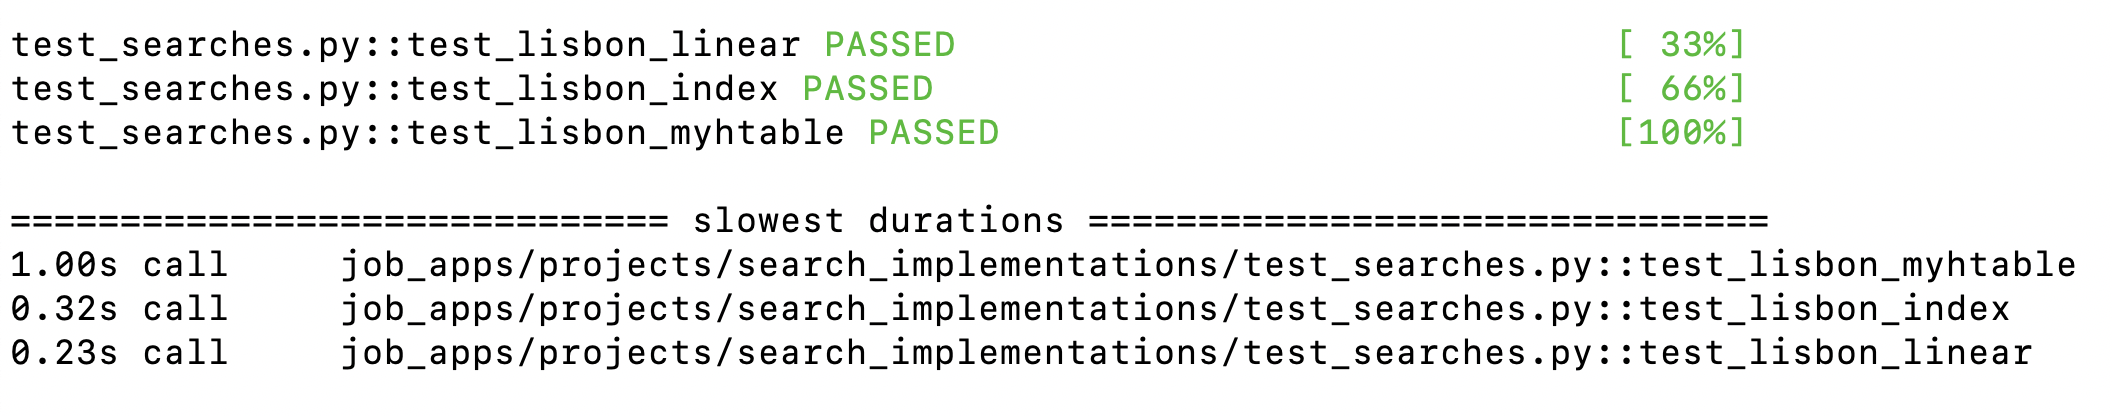 test_searches.py::test_lisbon_linear PASSED [ 33%]
test_searches.py::test_lisbon_index PASSED [ 66%]
test_searches.py::test_lisbon_myhtable PASSED [100%]
============================== slowest durations ===============================
1.00s call     job_apps/projects/search_implementations/test_searches.py::test_lisbon_myhtable
0.32s call     job_apps/projects/search_implementations/test_searches.py::test_lisbon_index
0.23s call     job_apps/projects/search_implementations/test_searches.py::test_lisbon_linear